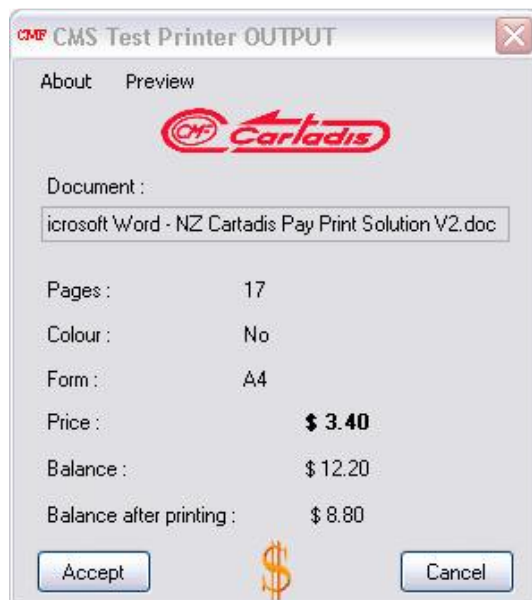 CMF CMS Test Printer OUTPUT
About Preview
CMF Cartadis
Document :
icrosoft Word - NZ Cartadis Pay Print Solution V2.doc
Pages : 17
Colour : No
Form : A4
Price : $ 3.40
Balance : $ 12.20
Balance after printing : $ 8.80
Accept $ Cancel